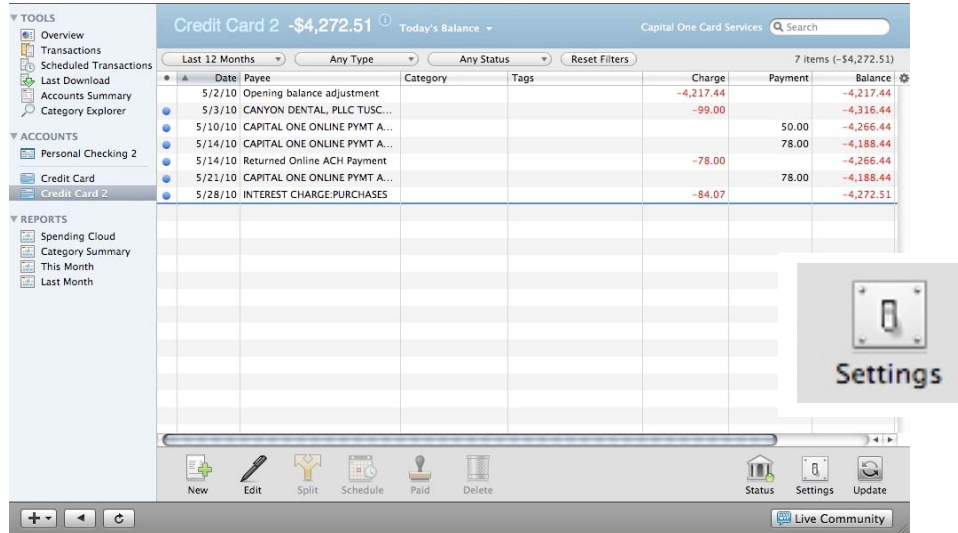 TOOLS
Overview
Transactions
Scheduled Transactions
Last Download
Accounts Summary
Category Explorer
ACCOUNTS
Personal Checking 2
Credit Card
Credit Card 2
REPORTS
Spending Cloud
Category Summary
This Month
Last Month
Credit Card 2 -$4,272.51 Today's Balance Capital One Card Services Search
Last 12 Months Any Type Any Status Reset Filters 7 items (-$4,272.51)
Date Payee Category Tags Charge Payment Balance
5/2/10 Opening balance adjustment -4,217.44 -4,217.44
5/3/10 CANYON DENTAL, PLLC TUSC... -99.00 -4,316.44
5/10/10 CAPITAL ONE ONLINE PYMT A... 50.00 -4,266.44
5/14/10 CAPITAL ONE ONLINE PYMT A... 78.00 -4,188.44
5/14/10 Returned Online ACH Payment -78.00 -4,266.44
5/21/10 CAPITAL ONE ONLINE PYMT A... 78.00 -4,188.44
5/28/10 INTEREST CHARGE:PURCHASES -84.07 -4,272.51
Settings
New Edit Split Schedule Paid Delete Status Settings Update
Live Community